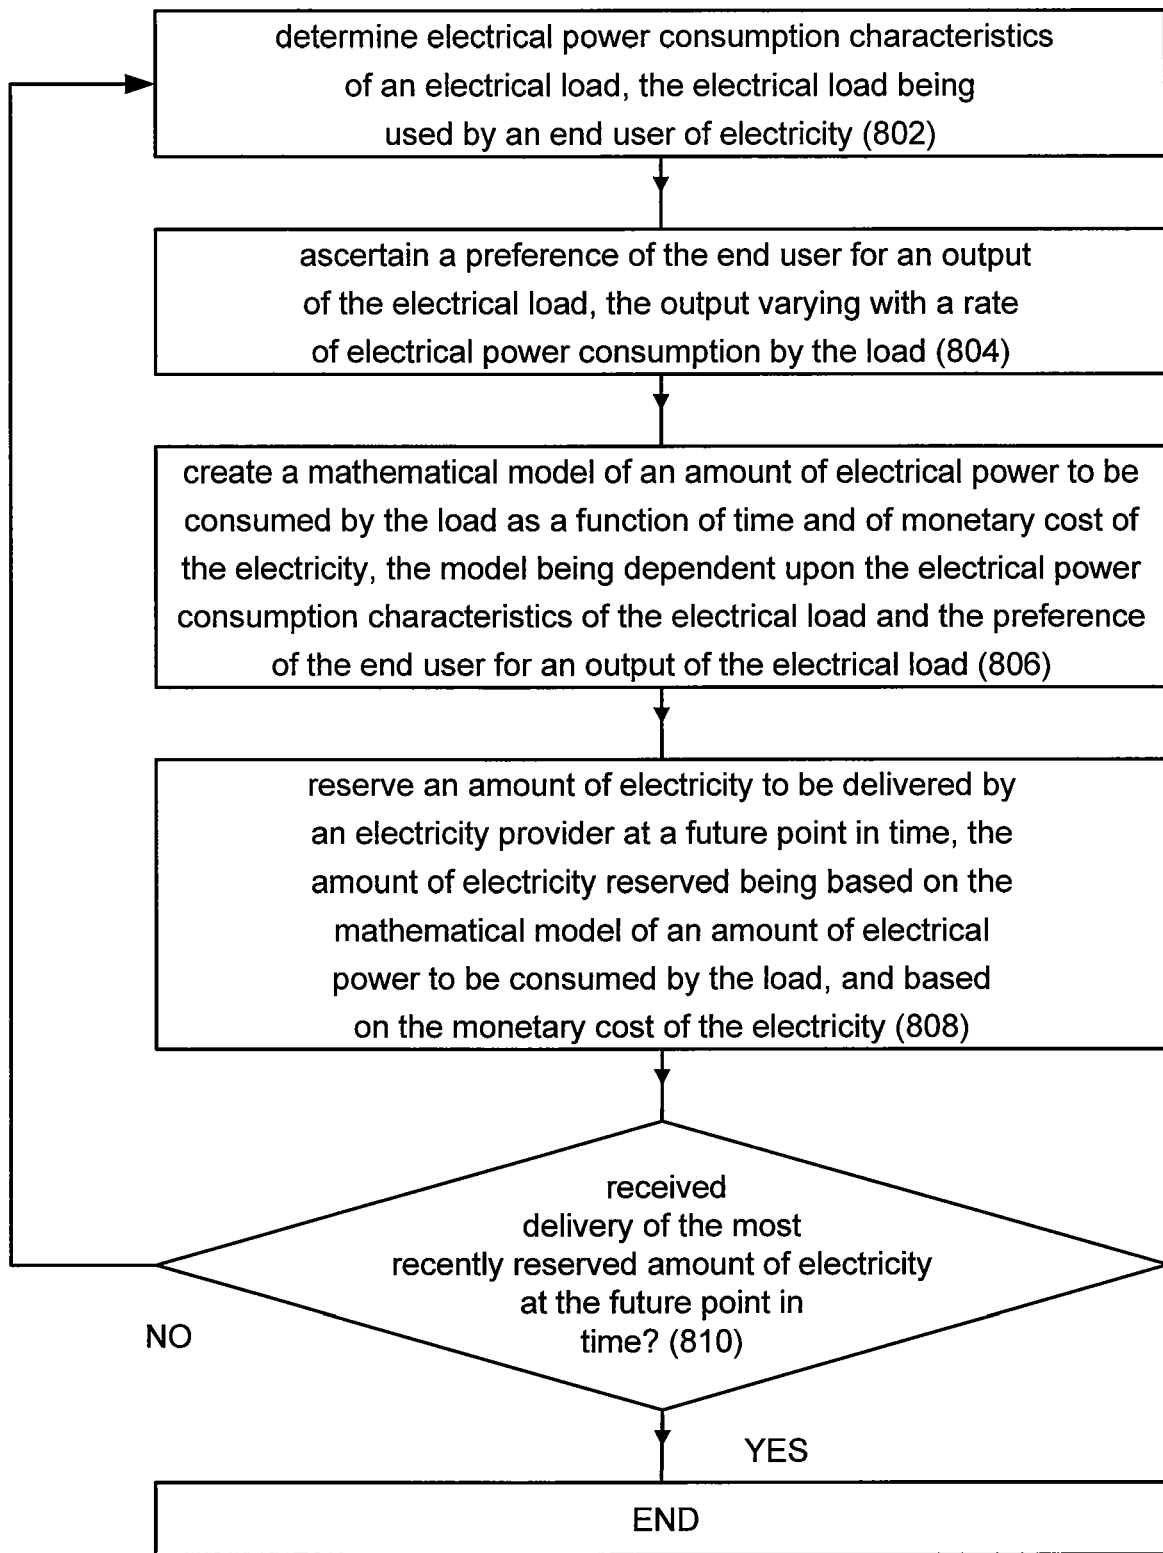 determine electrical power consumption characteristics
of an electrical load, the electrical load being
used by an end user of electricity (802)
ascertain a preference of the end user for an output
of the electrical load, the output varying with a rate
of electrical power consumption by the load (804)
create a mathematical model of an amount of electrical power to be
consumed by the load as a function of time and of monetary cost of
the electricity, the model being dependent upon the electrical power
consumption characteristics of the electrical load and the preference
of the end user for an output of the electrical load (806)
reserve an amount of electricity to be delivered by
an electricity provider at a future point in time, the
amount of electricity reserved being based on the
mathematical model of an amount of electrical
power to be consumed by the load, and based
on the monetary cost of the electricity (808)
received
delivery of the most
recently reserved amount of electricity
at the future point in
time? (810)
NO
YES
END